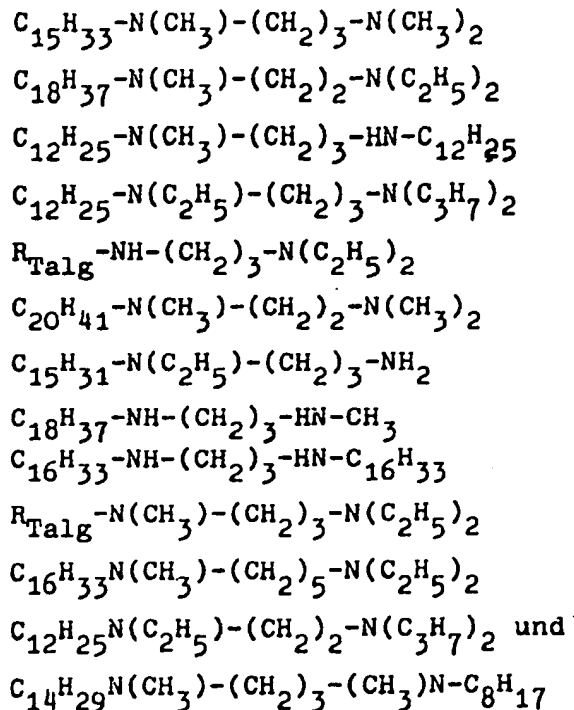 C₁₅H₃₃-N(CH₃)-(CH₂)₃-N(CH₃)₂
C₁₈H₃₇-N(CH₃)-(CH₂)₂-N(C₂H₅)₂
C₁₂H₂₅-N(CH₃)-(CH₂)₃-HN-C₁₂H₂₅
C₁₂H₂₅-N(C₂H₅)-(CH₂)₃-N(C₃H₇)₂
R_Talg-NH-(CH₂)₃-N(C₂H₅)₂
C₂₀H₄₁-N(CH₃)-(CH₂)₂-N(CH₃)₂
C₁₅H₃₁-N(C₂H₅)-(CH₂)₃-NH₂
C₁₈H₃₇-NH-(CH₂)₃-HN-CH₃
C₁₆H₃₃-NH-(CH₂)₃-HN-C₁₆H₃₃
R_Talg-N(CH₃)-(CH₂)₃-N(C₂H₅)₂
C₁₆H₃₃N(CH₃)-(CH₂)₅-N(C₂H₅)₂
C₁₂H₂₅N(C₂H₅)-(CH₂)₂-N(C₃H₇)₂ und
C₁₄H₂₉N(CH₃)-(CH₂)₃-(CH₃)N-C₈H₁₇